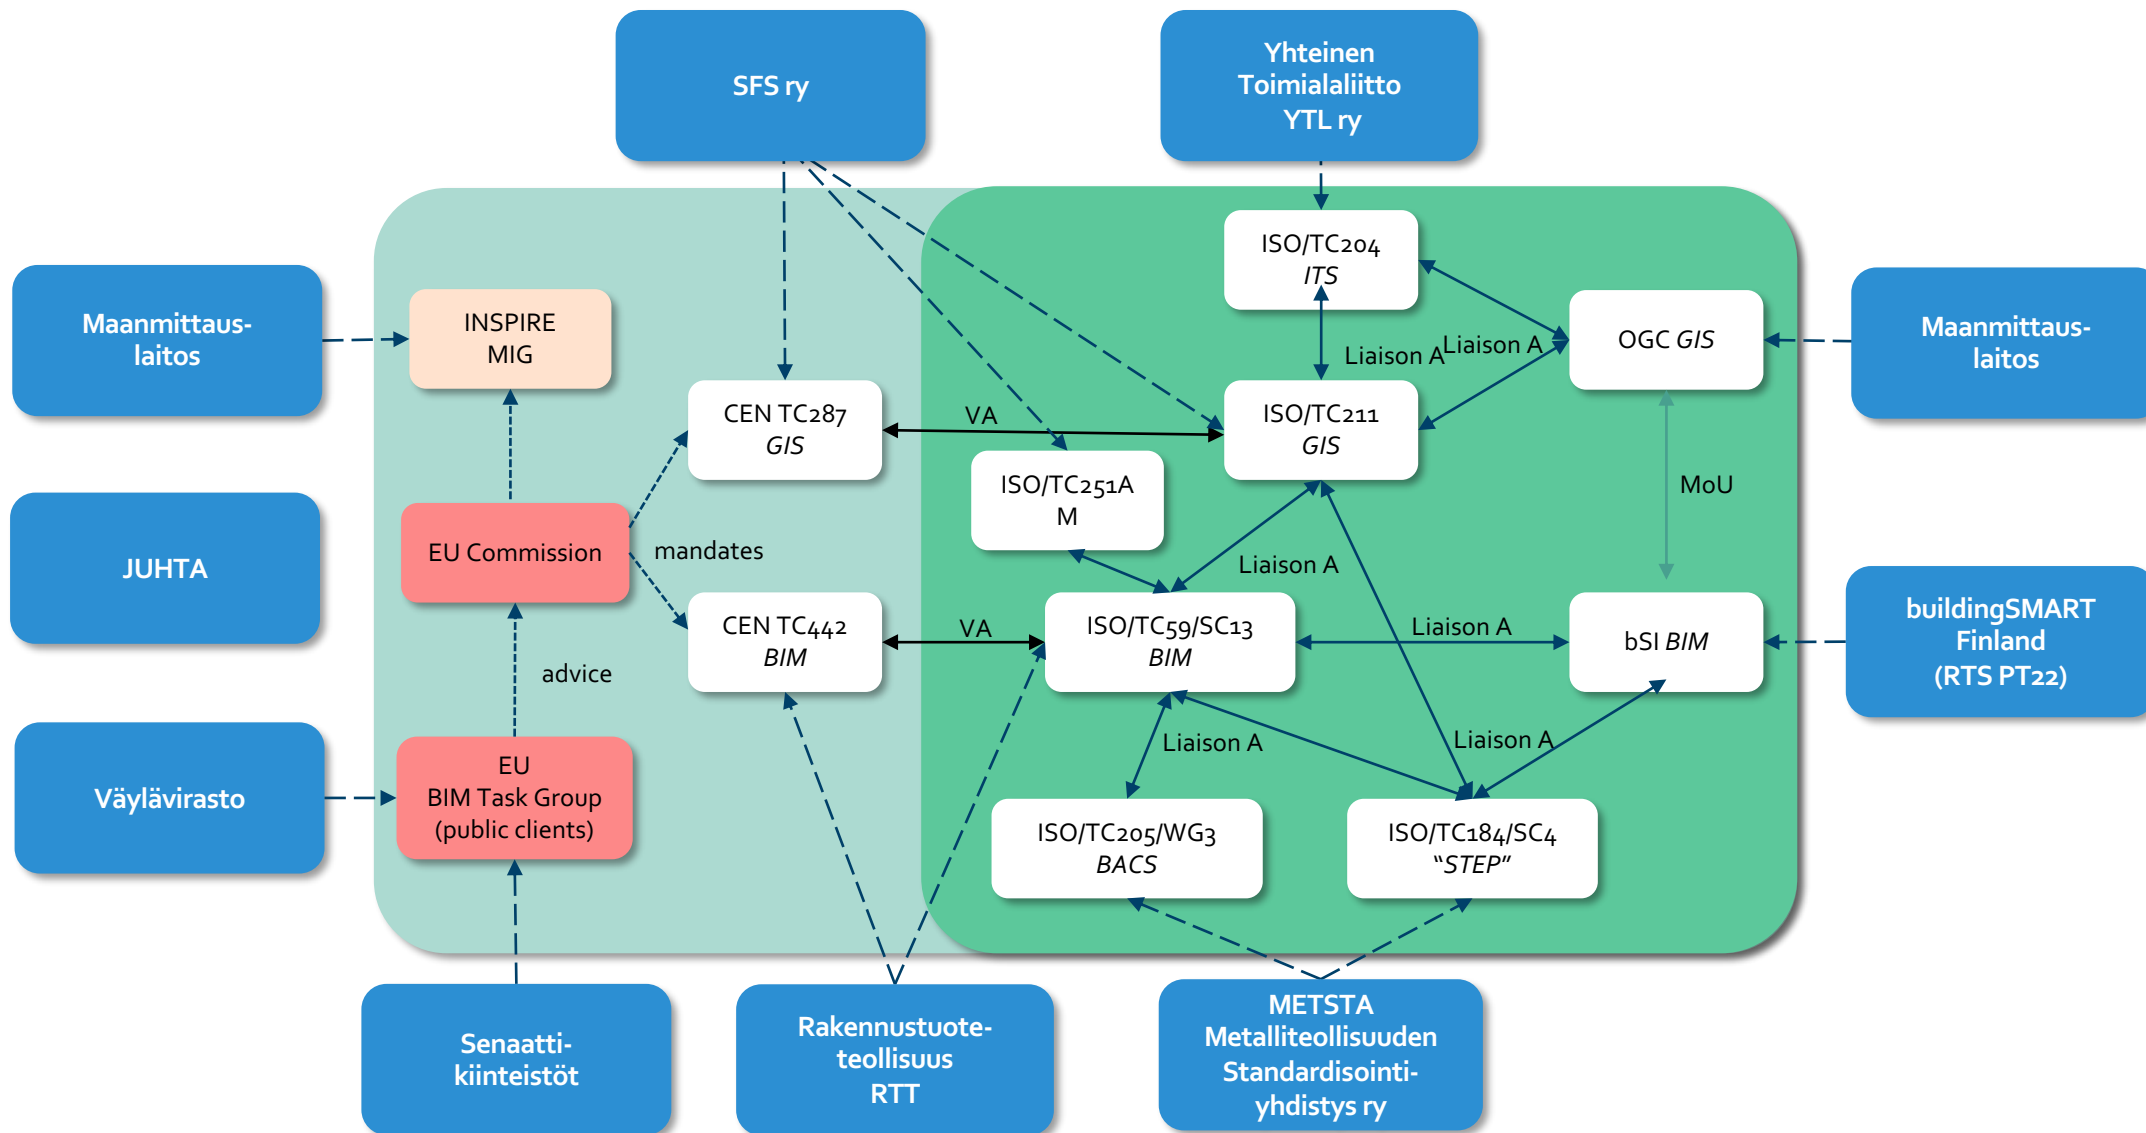 SFS ry
Yhteinen
Toimialaliitto
YTL ry
ISO/TC204
ITS
Maanmittaus-
laitos
INSPIRE
MIG
OGC GIS
Maanmittaus-
laitos
Liaison A
Liaison A
CEN TC287
GIS
VA
ISO/TC211
GIS
ISO/TC251A
M
MoU
JUHTA
EU Commission
mandates
Liaison A
CEN TC442
BIM
VA
ISO/TC59/SC13
BIM
Liaison A
bSI BIM
buildingSMART
Finland
(RTS PT22)
advice
Väylävirasto
EU
BIM Task Group
(public clients)
Liaison A
Liaison A
ISO/TC205/WG3
BACS
ISO/TC184/SC4
“STEP”
Senaatti-
kiinteistöt
Rakennustuote-
teollisuus
RTT
METSTA
Metalliteollisuuden
Standardisointi-
yhdistys ry